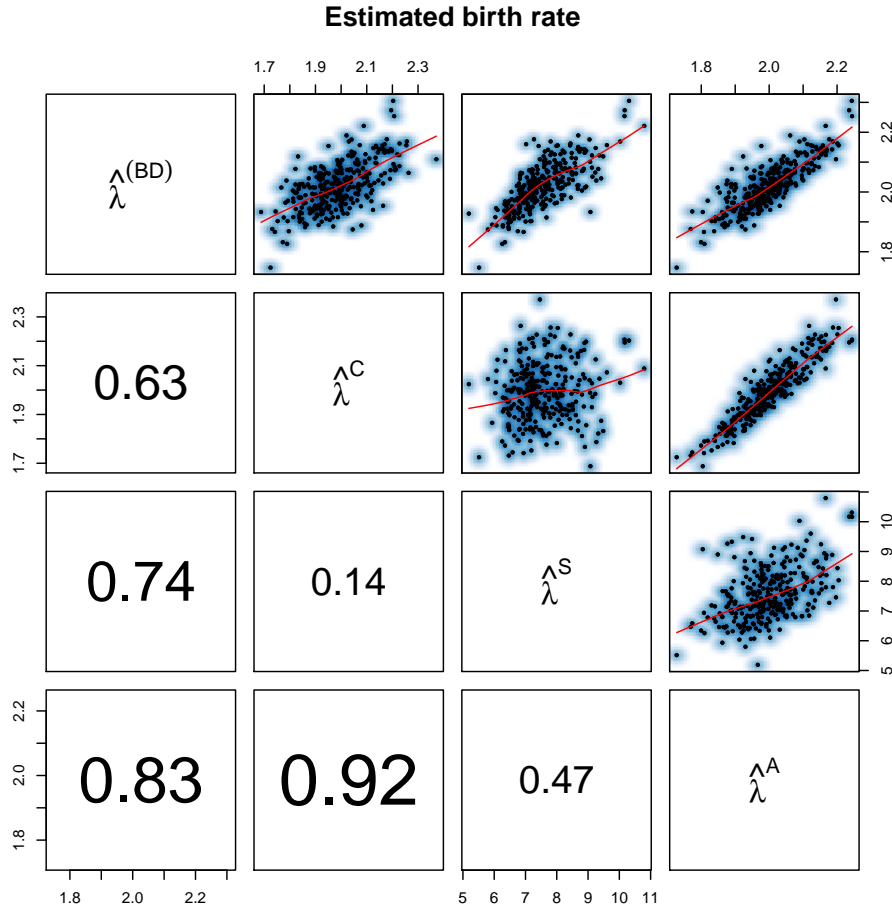 Estimated birth rate
1.7 1.9 2.1 2.3 1.8 2.0 2.2
λ̂^(BD)
1.8 2.0 2.2
1.7 1.9 2.1 2.3
0.63
λ̂^C
0.74
0.14
λ̂^S
5 6 7 8 9 10
1.8 2.0 2.2
0.83
0.92
0.47
λ̂^A
1.8 2.0 2.2 5 6 7 8 9 10 11